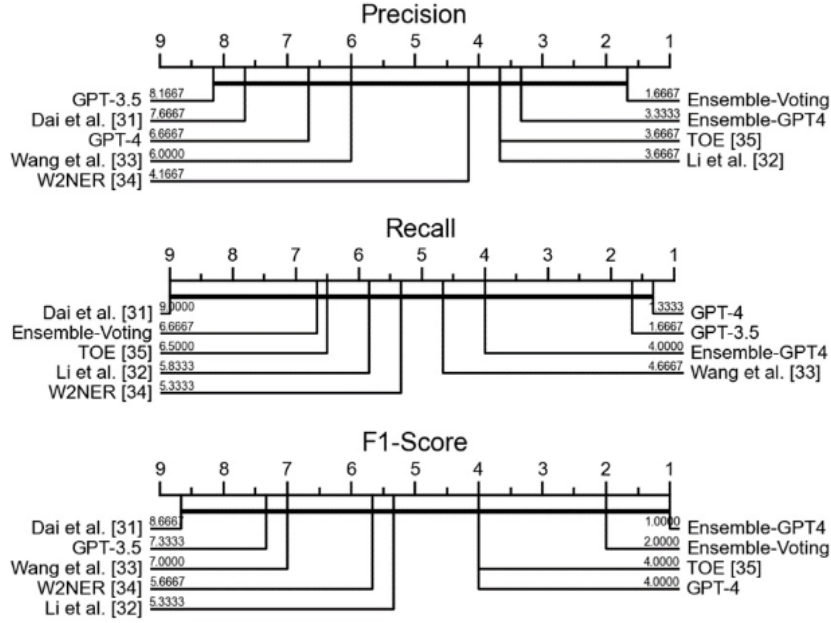 Precision
9 8 7 6 5 4 3 2 1
GPT-3.5 8.1667 1.6667 Ensemble-Voting
Dai et al. [31] 7.6667 3.3333 Ensemble-GPT4
GPT-4 6.6667 3.6667 TOE [35]
Wang et al. [33] 6.0000 3.6667 Li et al. [32]
W2NER [34] 4.1667
Recall
9 8 7 6 5 4 3 2 1
Dai et al. [31] 9.0000 1.3333 GPT-4
Ensemble-Voting 6.6667 1.6667 GPT-3.5
TOE [35] 6.5000 4.0000 Ensemble-GPT4
Li et al. [32] 5.8333 4.6667 Wang et al. [33]
W2NER [34] 5.3333
F1-Score
9 8 7 6 5 4 3 2 1
Dai et al. [31] 8.6667 1.0000 Ensemble-GPT4
GPT-3.5 7.3333 2.0000 Ensemble-Voting
Wang et al. [33] 7.0000 4.0000 TOE [35]
W2NER [34] 5.6667 4.0000 GPT-4
Li et al. [32] 5.3333